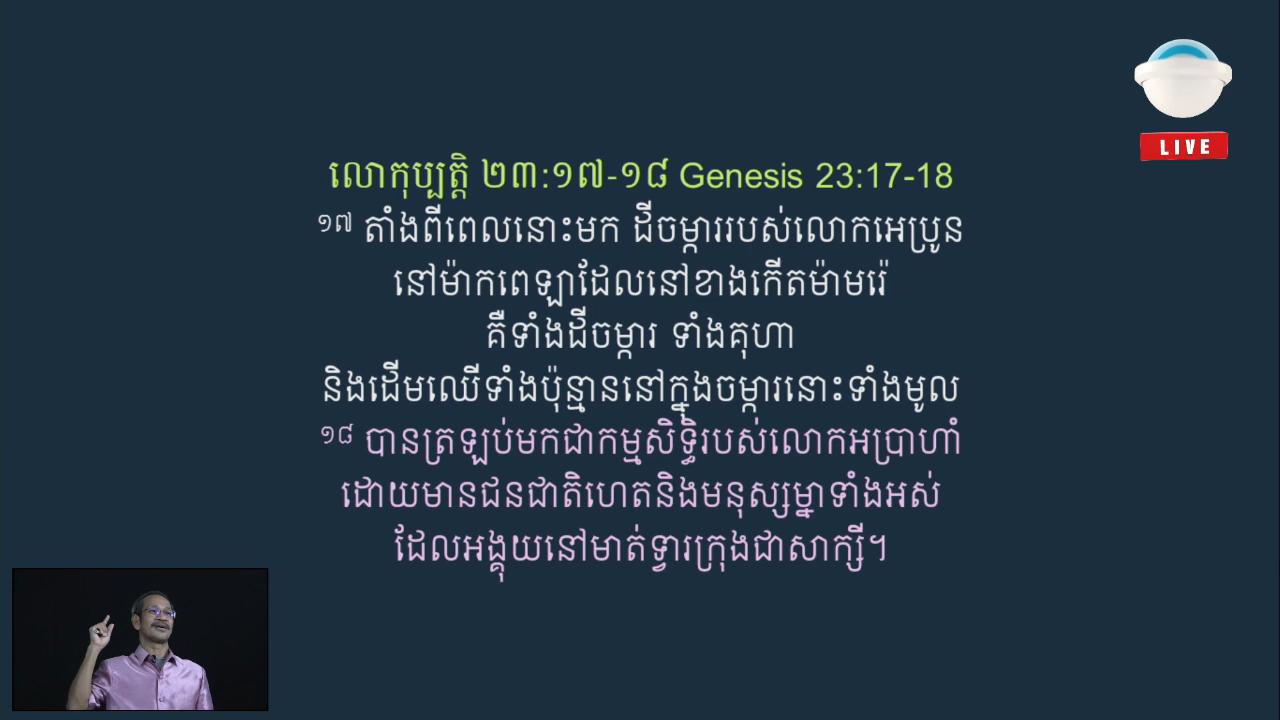 LIVE
លោកុប្បត្តិ ២៣:១៧-១៨ Genesis 23:17-18
១៧ តាំងពីពេលនោះមក ដីចម្ការរបស់លោកអេប្រូន
នៅម៉ាកពេឡាដែលនៅខាងកើតម៉ាមរ៉េ
គឺទាំងដីចម្ការ ទាំងគុហា
និងដើមឈើទាំងប៉ុន្មាននៅក្នុងចម្ការនោះទាំងមូល
១៨ បានត្រឡប់មកជាកម្មសិទ្ធិរបស់លោកអប្រាហាំ
ដោយមានជនជាតិហេតនិងមនុស្សម្នាទាំងអស់
ដែលអង្គុយនៅមាត់ទ្វារក្រុងជាសាក្សី។